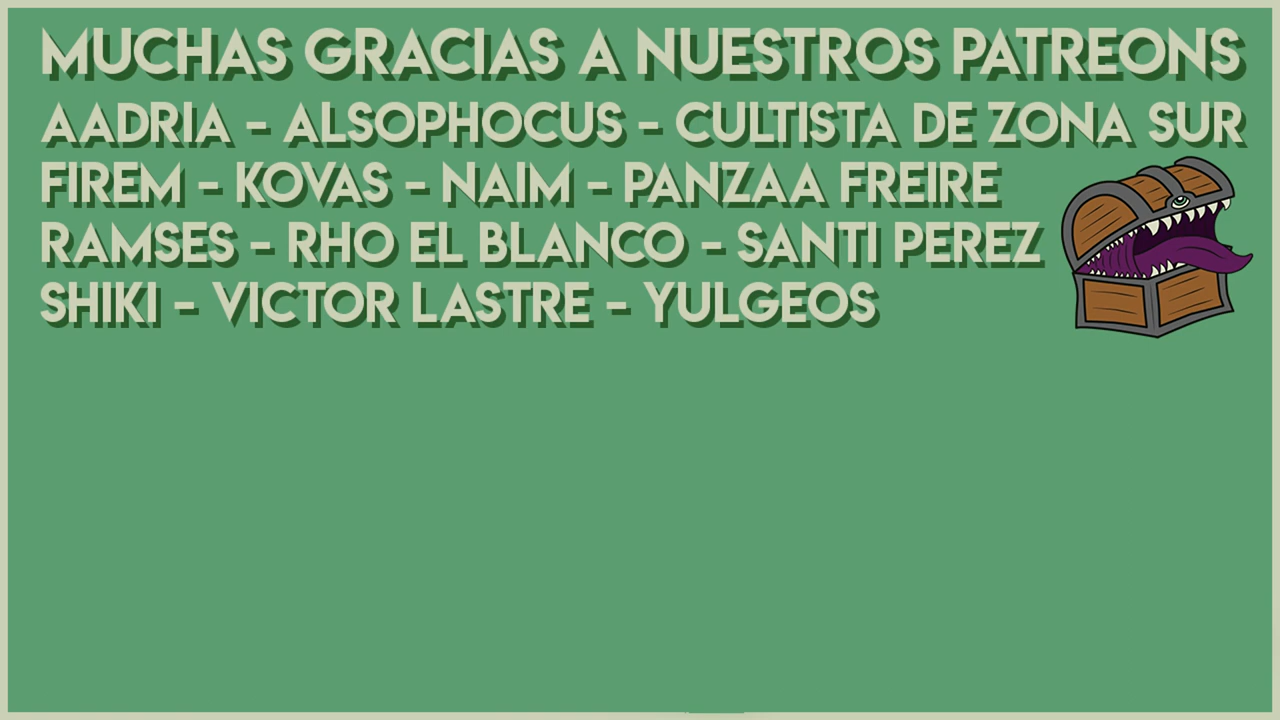 MUCHAS GRACIAS A NUESTROS PATREONS
AADRIA - ALSOPHOCUS - CULTISTA DE ZONA SUR
FIREM - KOVAS - NAIM - PANZAA FREIRE
RAMSES - RHO EL BLANCO - SANTI PEREZ
SHIKI - VICTOR LASTRE - YULGEOS